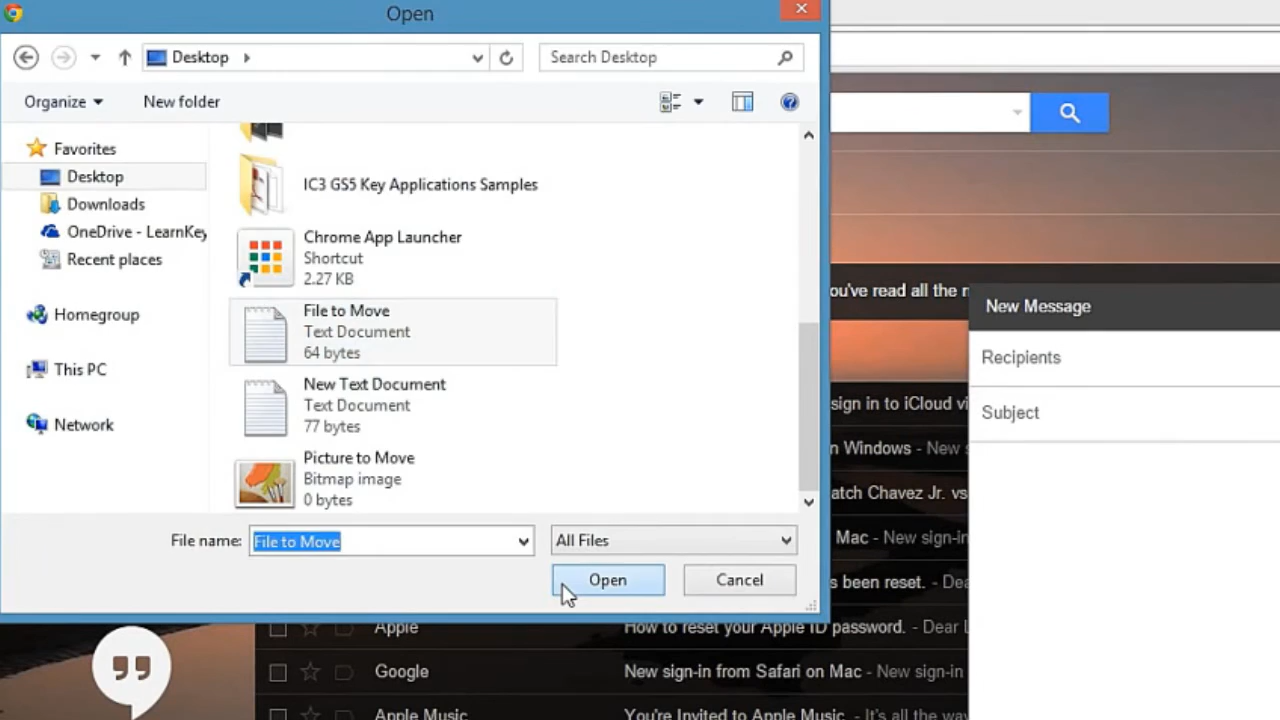 Open
Desktop
Search Desktop
Organize
New folder
Favorites
Desktop
Downloads
OneDrive - LearnKey
Recent places
Homegroup
This PC
Network
IC3 GS5 Key Applications Samples
Chrome App Launcher
Shortcut
2.27 KB
File to Move
Text Document
64 bytes
New Text Document
Text Document
77 bytes
Picture to Move
Bitmap image
0 bytes
File name: File to Move
All Files
Open
Cancel
ou've read all the
New Message
Recipients
Subject
sign in to iCloud vi
n Windows - New s
atch Chavez Jr. vs
Mac - New sign-in
s been reset. - Dea
Apple How to reset your Apple ID password. - Dear L
Google New sign-in from Safari on Mac - New sign-in
Apple Music You're Invited to Apple Music - It's all the way